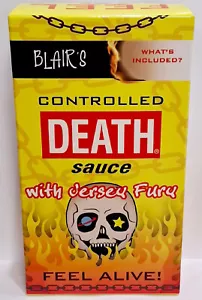 BLAIR'S
WHAT'S
INCLUDED?
CONTROLLED
DEATH®
sauce
with Jersey Fury
FEEL ALIVE!